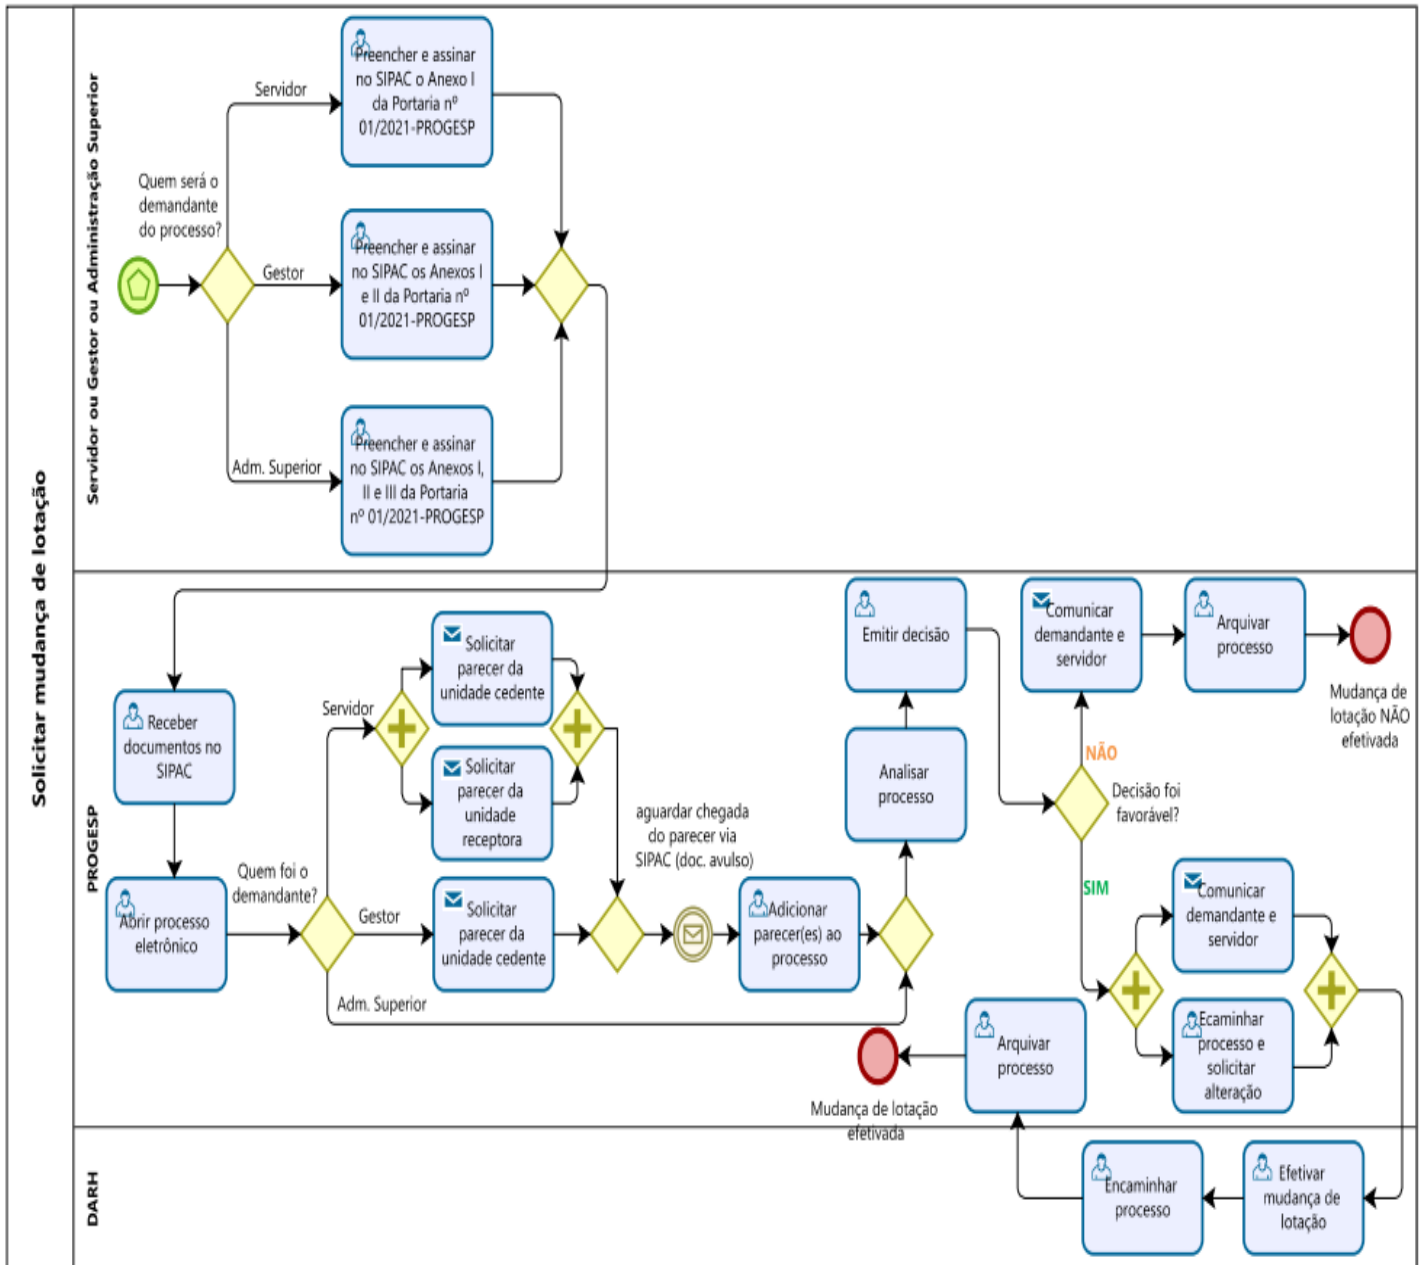 Solicitar mudança de lotação
Servidor ou Gestor ou Administração Superior
Quem será o
demandante
do processo?
Servidor
Preencher e assinar
no SIPAC o Anexo I
da Portaria nº
01/2021-PROGESP
Gestor
Preencher e assinar
no SIPAC os Anexos I
e II da Portaria nº
01/2021-PROGESP
Adm. Superior
Preencher e assinar
no SIPAC os Anexos I,
II e III da Portaria
nº 01/2021-PROGESP
PROGESP
Receber
documentos no
SIPAC
Abrir processo
eletrônico
Quem foi o
demandante?
Servidor
Solicitar
parecer da
unidade cedente
Solicitar
parecer da
unidade
receptora
Gestor
Solicitar
parecer da
unidade cedente
Adm. Superior
aguardar chegada
do parecer via
SIPAC (doc. avulso)
Adicionar
parecer(es) ao
processo
Analisar
processo
Emitir decisão
Decisão foi
favorável?
NÃO
Comunicar
demandante e
servidor
Arquivar
processo
Mudança de
lotação NÃO
efetivada
SIM
Comunicar
demandante e
servidor
Ecaminhar
processo e
solicitar
alteração
Arquivar
processo
Mudança de lotação
efetivada
DARH
Encaminhar
processo
Efetivar
mudança de
lotação